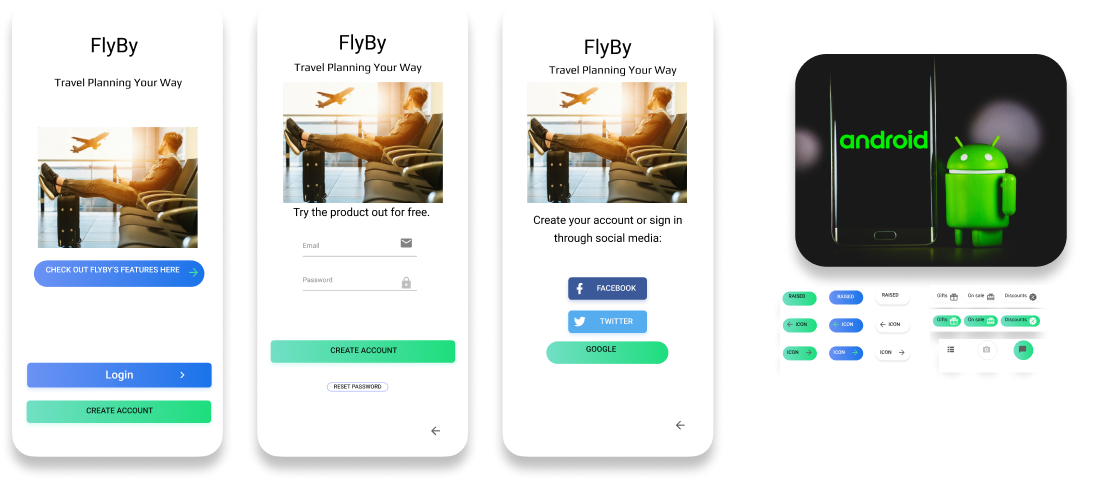 FlyBy
Travel Planning Your Way
CHECK OUT FLYBY'S FEATURES HERE
Login
CREATE ACCOUNT
FlyBy
Travel Planning Your Way
Try the product out for free.
Email
Password
CREATE ACCOUNT
RESET PASSWORD
FlyBy
Travel Planning Your Way
Create your account or sign in
through social media:
FACEBOOK
TWITTER
GOOGLE
android
RAISED RAISED RAISED
ICON ICON ICON
ICON ICON ICON
Gifts On sale Discounts
Gifts On sale Discounts